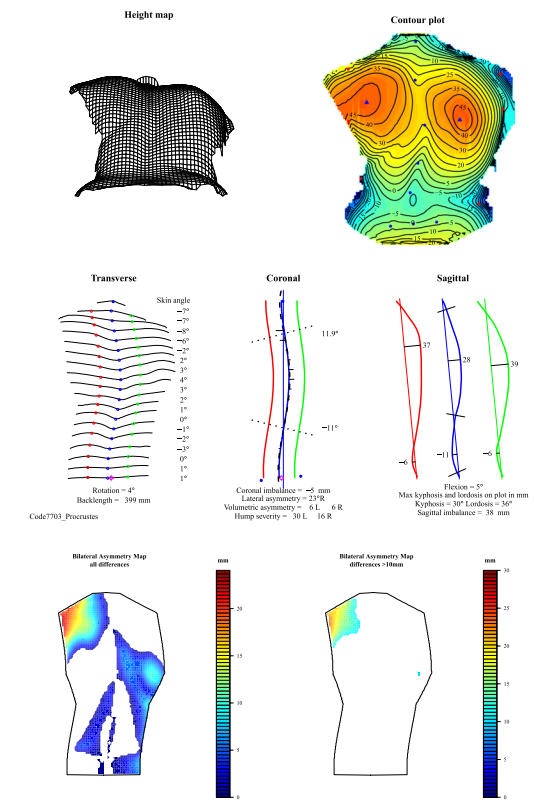 Height map
Contour plot
Transverse
Coronal
Sagittal
Skin angle
−7°
−7°
−8°
−6°
−2°
2°
3°
4°
3°
2°
1°
0°
−1°
−2°
−3°
0°
1°
1°
11.9°
−11°
37
28
39
−6
−11
−6
Rotation = 4°
Backlength = 399 mm
Coronal imbalance = −5 mm
Lateral asymmetry = 23°R
Volumetric asymmetry = 6 L 6 R
Hump severity = 30 L 16 R
Flexion = 5°
Max kyphosis and lordosis on plot in mm
Kyphosis = 30° Lordosis = 36°
Sagittal imbalance = 38 mm
Code7703_Procrustes
Bilateral Asymmetry Map
all differences
mm
20
15
10
5
0
Bilateral Asymmetry Map
differences >10mm
mm
30
25
20
15
10
5
0